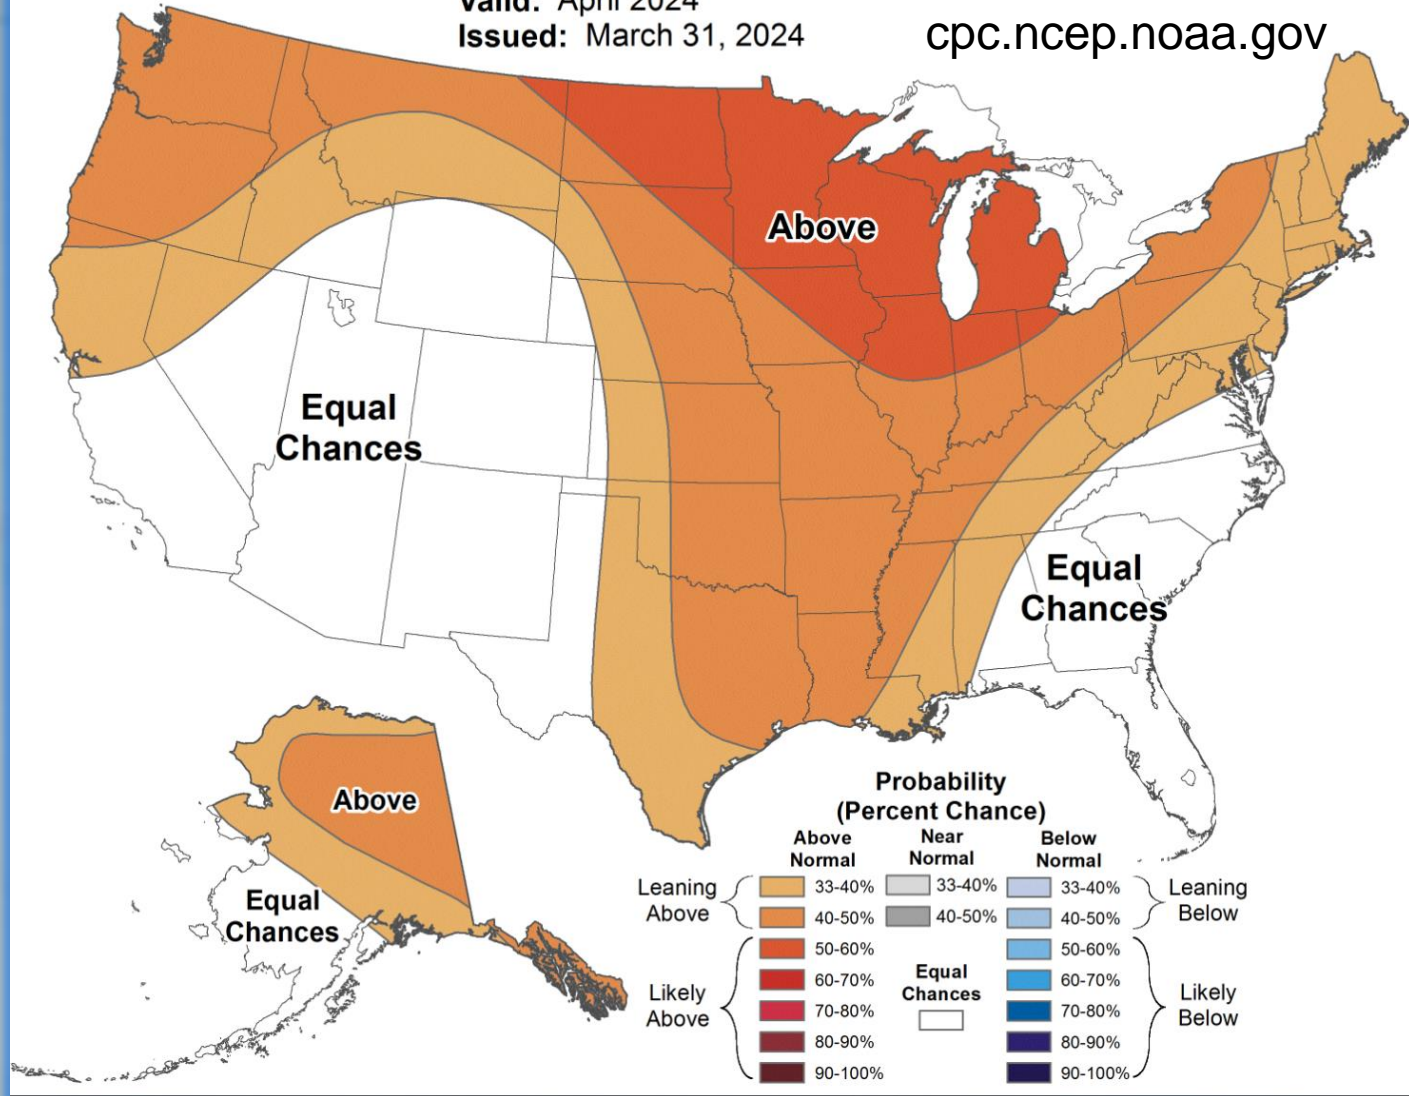 Valid: April 2024
Issued: March 31, 2024
cpc.ncep.noaa.gov
Above
Equal
Chances
Equal
Chances
Above
Equal
Chances
Probability
(Percent Chance)
Above
Normal
Near
Normal
Below
Normal
Leaning
Above
33-40%
33-40%
33-40%
40-50%
40-50%
40-50%
Leaning
Below
Likely
Above
50-60%
60-70%
70-80%
80-90%
90-100%
Equal
Chances
50-60%
60-70%
70-80%
80-90%
90-100%
Likely
Below